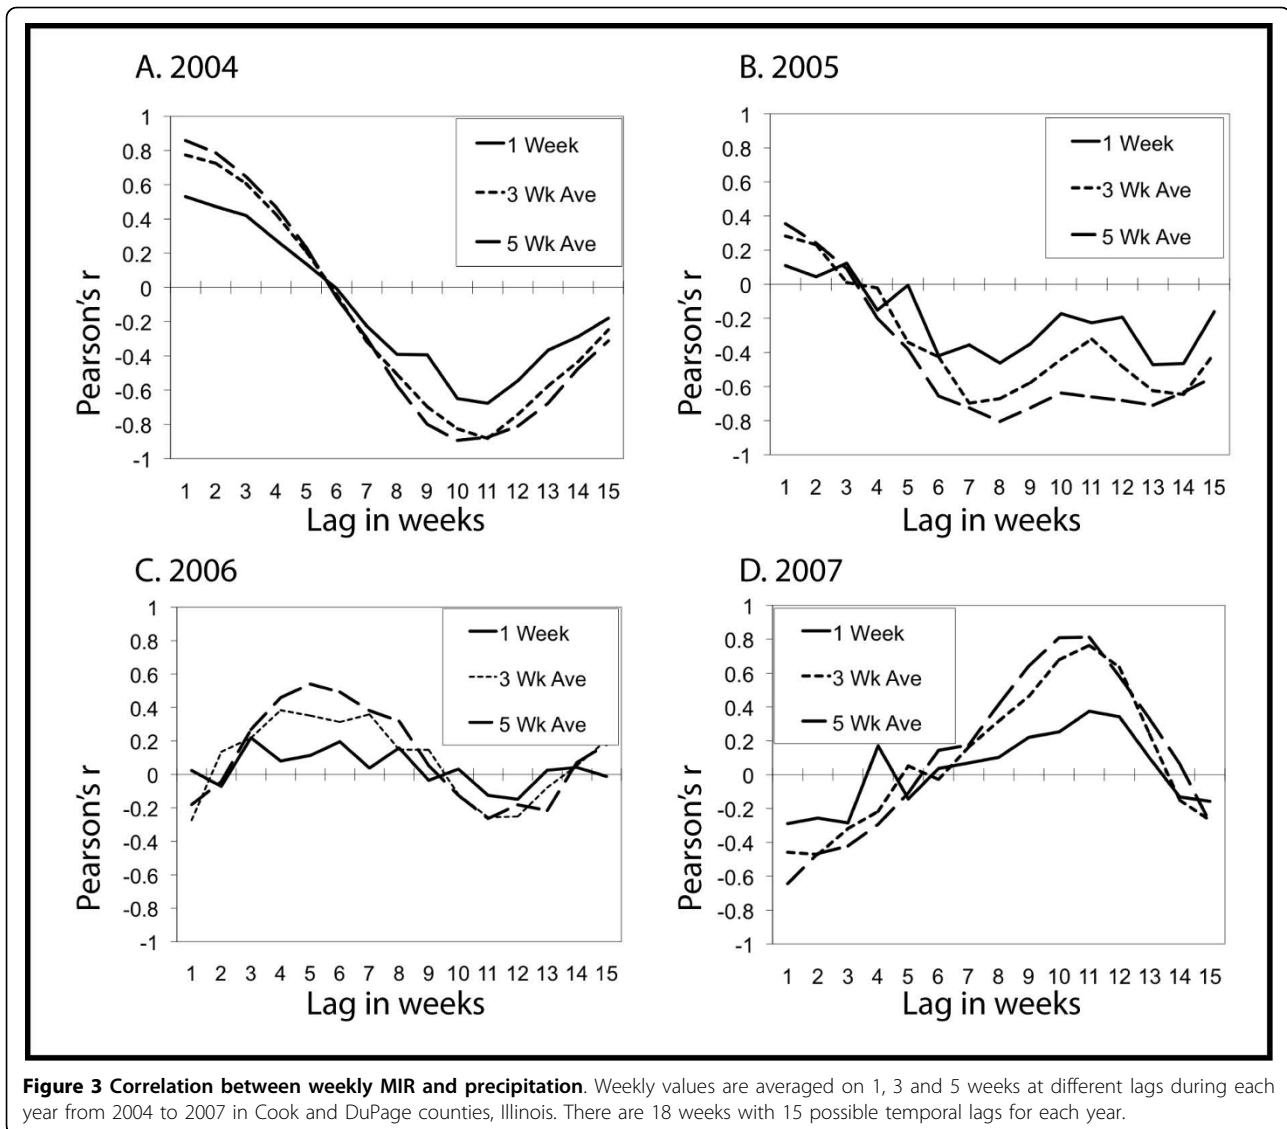 A. 2004
1
0.8
0.6
0.4
0.2
0
-0.2
-0.4
-0.6
-0.8
-1
Pearson's r
1 Week
3 Wk Ave
5 Wk Ave
1 2 3 4 5 6 7 8 9 10 11 12 13 14 15
Lag in weeks
B. 2005
1
0.8
0.6
0.4
0.2
0
-0.2
-0.4
-0.6
-0.8
-1
Pearson's r
1 Week
3 Wk Ave
5 Wk Ave
1 2 3 4 5 6 7 8 9 10 11 12 13 14 15
Lag in weeks
C. 2006
1
0.8
0.6
0.4
0.2
0
-0.2
-0.4
-0.6
-0.8
-1
Pearson's r
1 Week
3 Wk Ave
5 Wk Ave
1 2 3 4 5 6 7 8 9 10 11 12 13 14 15
Lag in weeks
D. 2007
1
0.8
0.6
0.4
0.2
0
-0.2
-0.4
-0.6
-0.8
-1
Pearson's r
1 Week
3 Wk Ave
5 Wk Ave
1 2 3 4 5 6 7 8 9 10 11 12 13 14 15
Lag in weeks
Figure 3 Correlation between weekly MIR and precipitation. Weekly values are averaged on 1, 3 and 5 weeks at different lags during each
year from 2004 to 2007 in Cook and DuPage counties, Illinois. There are 18 weeks with 15 possible temporal lags for each year.